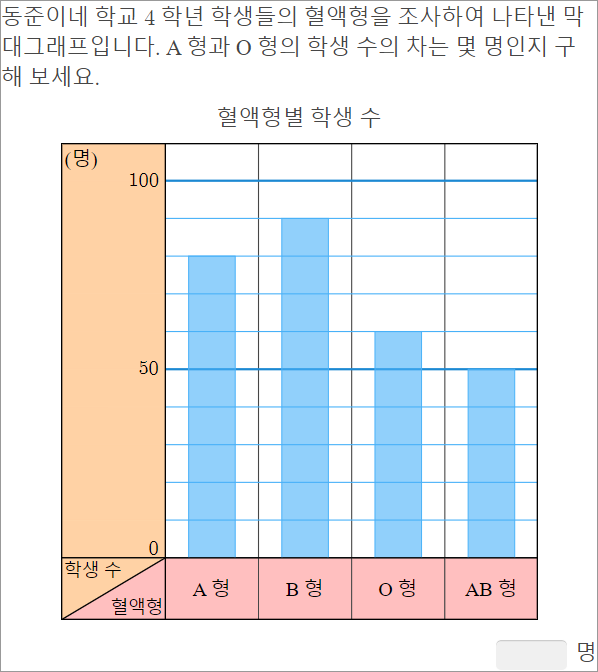 동준이네 학교 4 학년 학생들의 혈액형을 조사하여 나타낸 막
대그래프입니다. A 형과 O 형의 학생 수의 차는 몇 명인지 구
해 보세요.
혈액형별 학생 수
(명)
100
50
0
학생 수
혈액형
A 형
B 형
O 형
AB 형
명